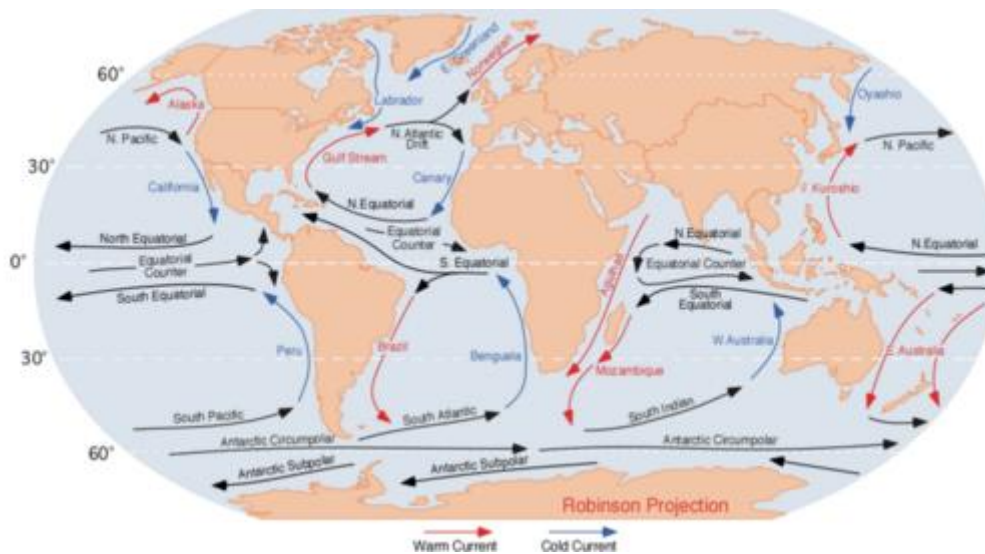 60°
E. Greenland
Norwegian
Alaska
Labrador
Oyashio
N. Pacific
N. Atlantic
Drift
N. Pacific
30°
Gulf Stream
California
Canary
Kuroshio
N.Equatorial
North Equatorial
Equatorial
Counter
N.Equatorial
N.Equatorial
0°
Equatorial
Counter
S. Equatorial
Equatorial Counter
South Equatorial
South
Equatorial
Agulhas
Peru
Brazil
Bengualia
W.Australia
E.Australia
30°
Mozambique
South Pacific
South Atlantic
South Indian
Antarctic Circumpolar
Antarctic Circumpolar
60°
Antarctic Subpolar
Antarctic Subpolar
Robinson Projection
Warm Current
Cold Current